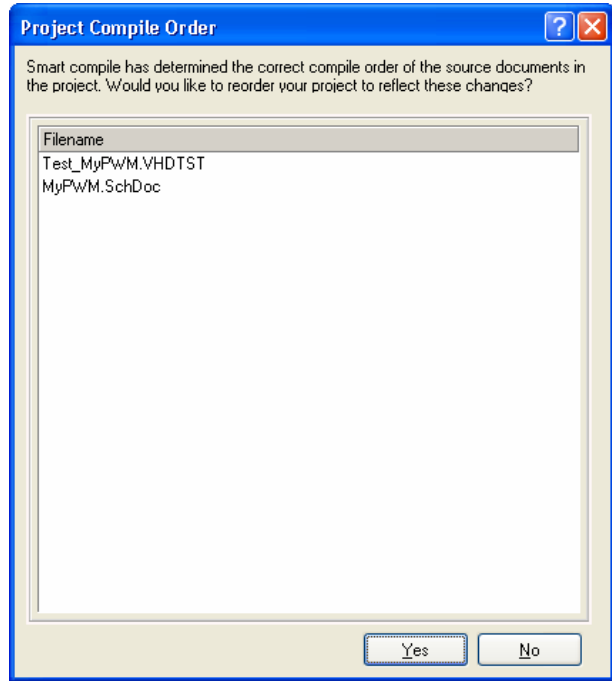 Project Compile Order
Smart compile has determined the correct compile order of the source documents in
the project. Would you like to reorder your project to reflect these changes?
Filename
Test_MyPWM.VHDTST
MyPWM.SchDoc
Yes No